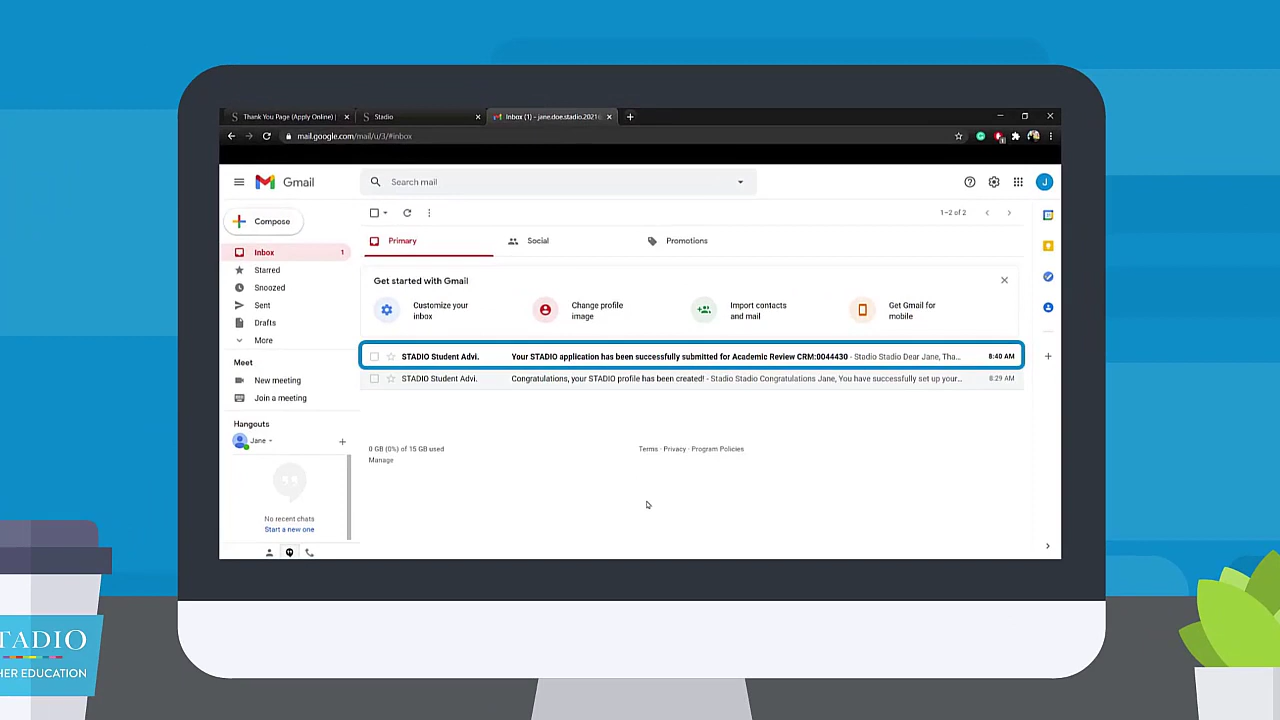 Thank You Page (Apply Online) |
Stadio
Inbox (1) - jane.doe.stadio.2021@
mail.google.com/mail/u/3/#inbox
Gmail
Search mail
J
Compose
1–2 of 2
Primary
Social
Promotions
Inbox 1
Starred
Snoozed
Sent
Drafts
More
Get started with Gmail
Customize your
inbox
Change profile
image
Import contacts
and mail
Get Gmail for
mobile
STADIO Student Advi. Your STADIO application has been successfully submitted for Academic Review CRM:0044430 - Stadio Stadio Dear Jane, Tha... 8:40 AM
STADIO Student Advi. Congratulations, your STADIO profile has been created! - Stadio Stadio Congratulations Jane, You have successfully set up your... 8:29 AM
Meet
New meeting
Join a meeting
Hangouts
Jane
No recent chats
Start a new one
0 GB (0%) of 15 GB used
Manage
Terms · Privacy · Program Policies
TADIO
HER EDUCATION